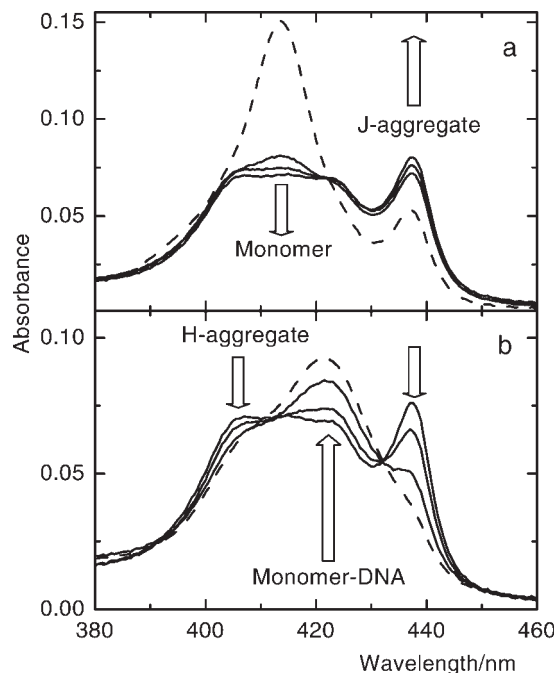 0.15
a
J-aggregate
0.10
0.05
Monomer
Absorbance
0.10
H-aggregate
b
0.05
Monomer-DNA
0.00
380
400
420
440
460
Wavelength/nm